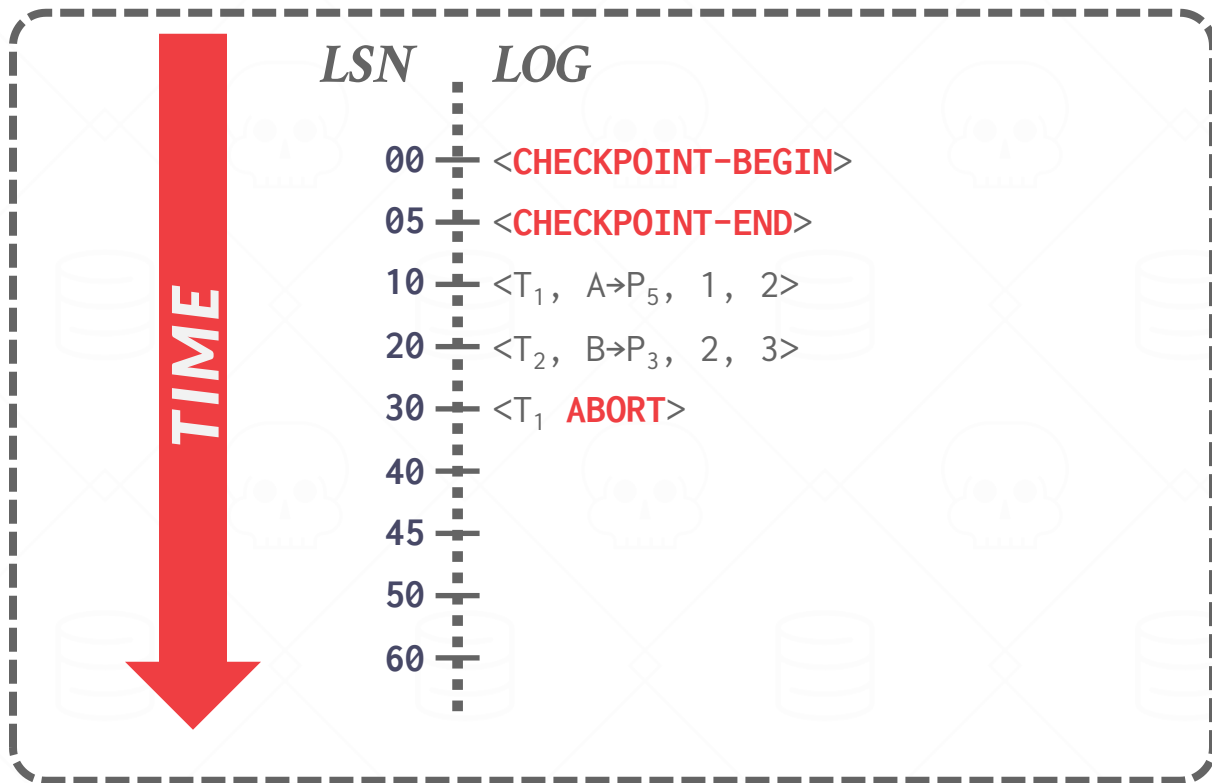 TIME
LSN LOG
00 <CHECKPOINT-BEGIN>
05 <CHECKPOINT-END>
10 <T₁, A→P₅, 1, 2>
20 <T₂, B→P₃, 2, 3>
30 <T₁ ABORT>
40
45
50
60